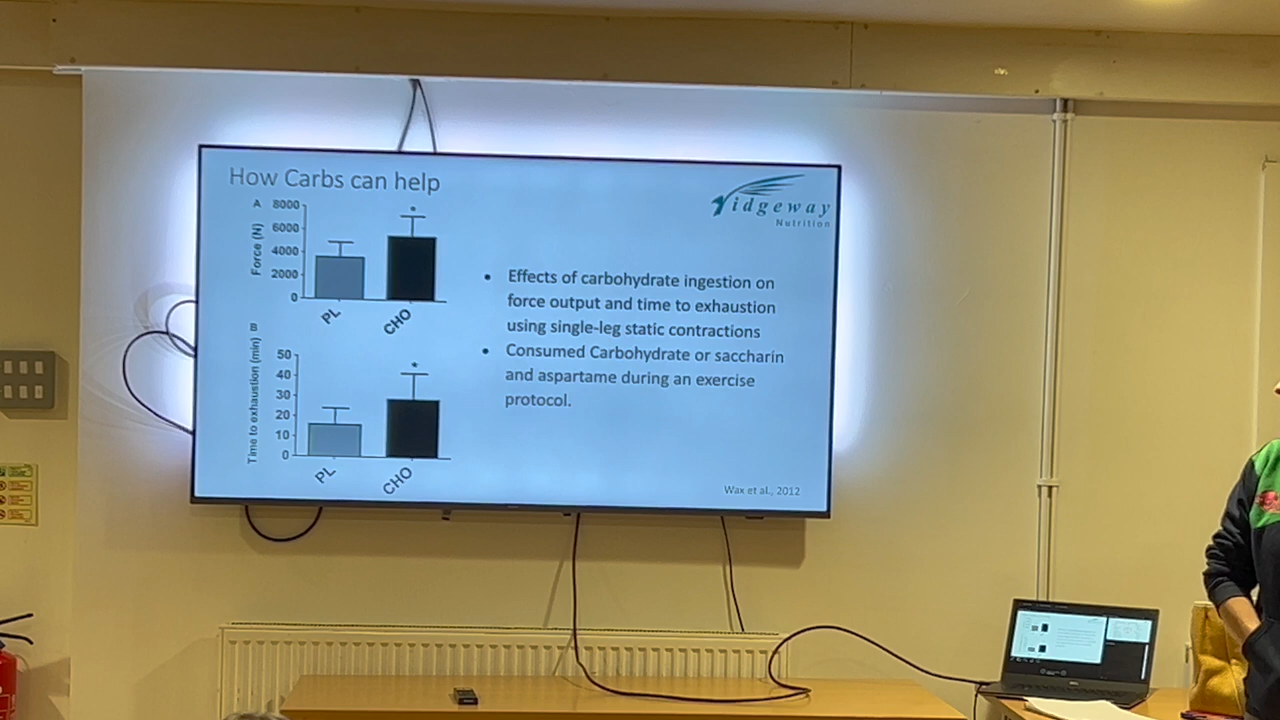 How Carbs can help
Ridgeway
Nutrition
A
8000
6000
4000
2000
0
Force (N)
PL
CHO
*
B
50
40
30
20
10
0
Time to exhaustion (min)
PL
CHO
*
• Effects of carbohydrate ingestion on
force output and time to exhaustion
using single-leg static contractions
• Consumed Carbohydrate or saccharin
and aspartame during an exercise
protocol.
Wax et al., 2012
DELL